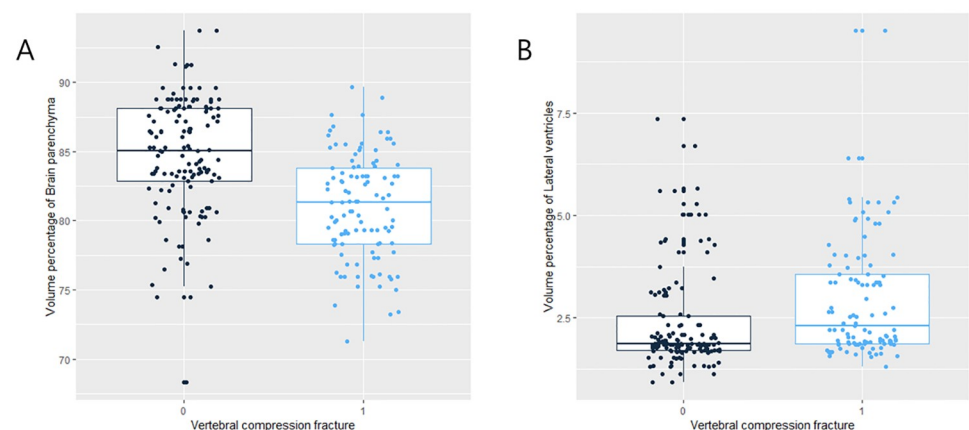 A
Volume percentage of Brain parenchyma
90
85
80
75
70
0
1
Vertebral compression fracture
B
Volume percentage of Lateral ventricles
7.5
5.0
2.5
0
1
Vertebral compression fracture